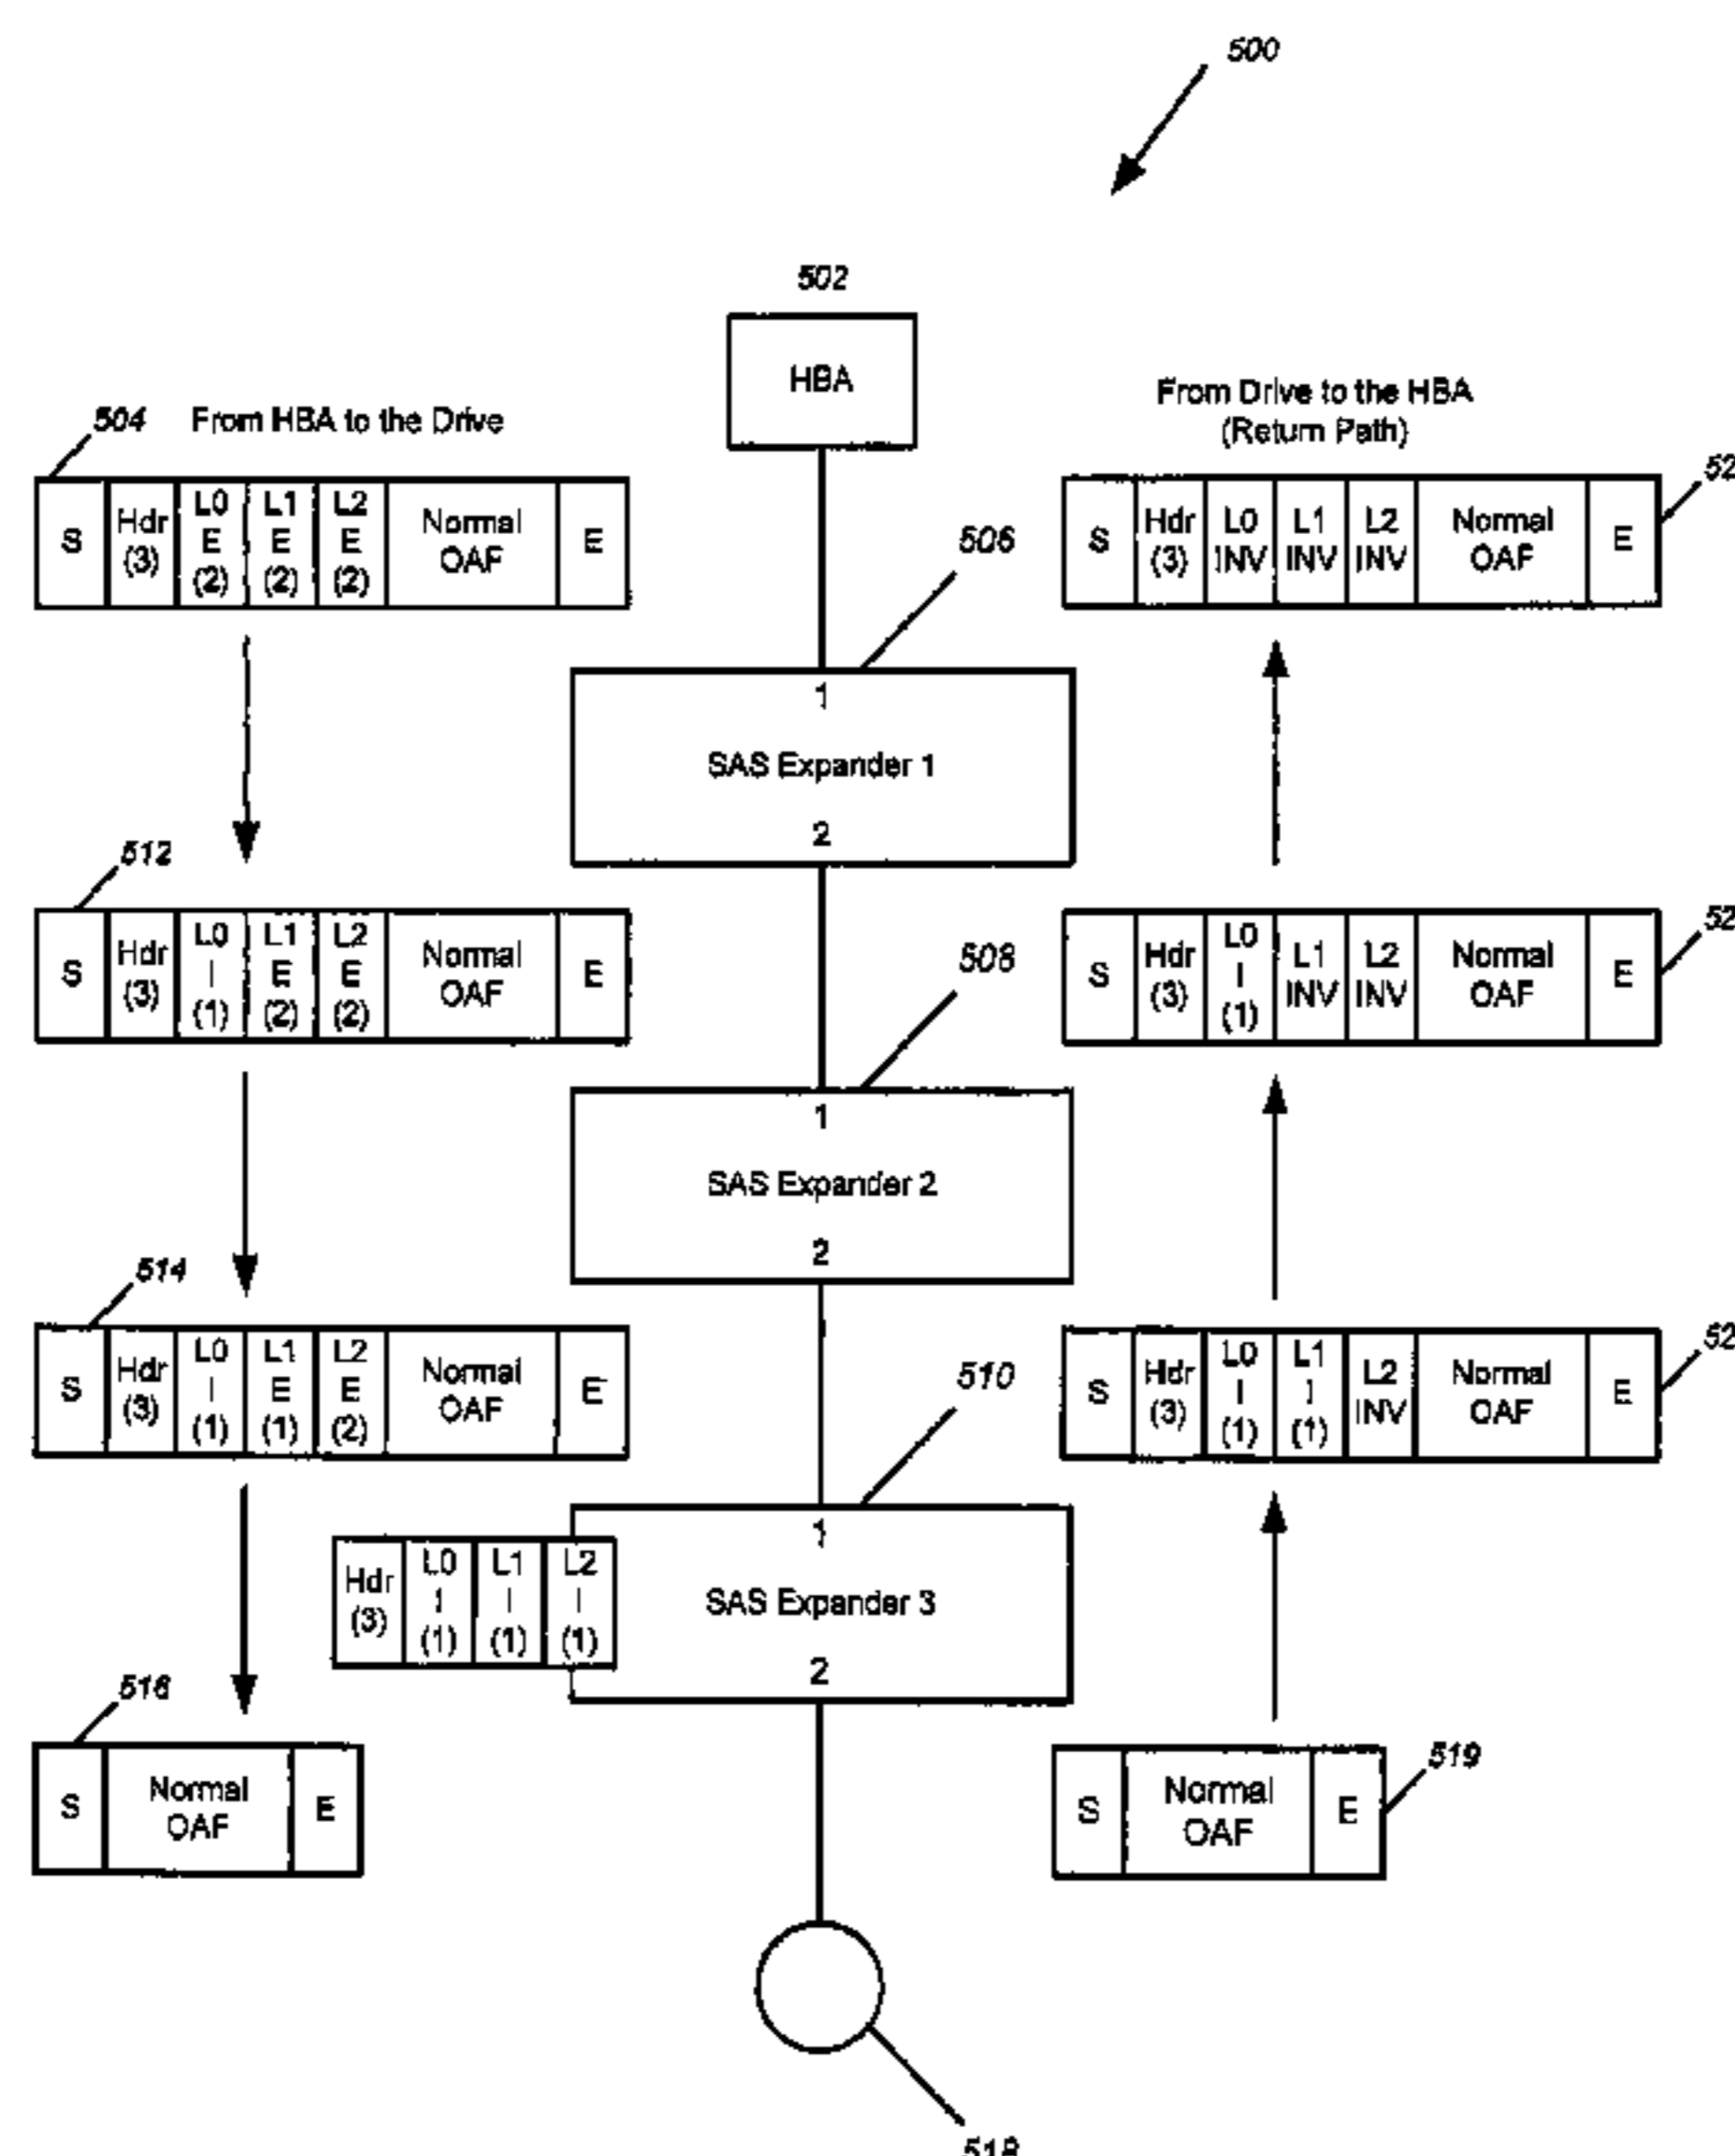 500
502
HBA
504 From HBA to the Drive
From Drive to the HBA
(Return Path)
S Hdr (3) L0 E (2) L1 E (2) L2 E (2) Normal OAF E
506
S Hdr (3) L0 INV L1 INV L2 INV Normal OAF E
52
1
SAS Expander 1
2
512
S Hdr (3) L0 I (1) L1 E (2) L2 E (2) Normal OAF E
508
S Hdr (3) L0 I (1) L1 INV L2 INV Normal OAF E
52
1
SAS Expander 2
2
514
S Hdr (3) L0 I (1) L1 E (1) L2 E (2) Normal OAF E
510
S Hdr (3) L0 I (1) L1 I (1) L2 INV Normal OAF E
52
1
Hdr (3) L0 I (1) L1 I (1) L2 I (1)
SAS Expander 3
2
516
S Normal OAF E
S Normal OAF E
519
518